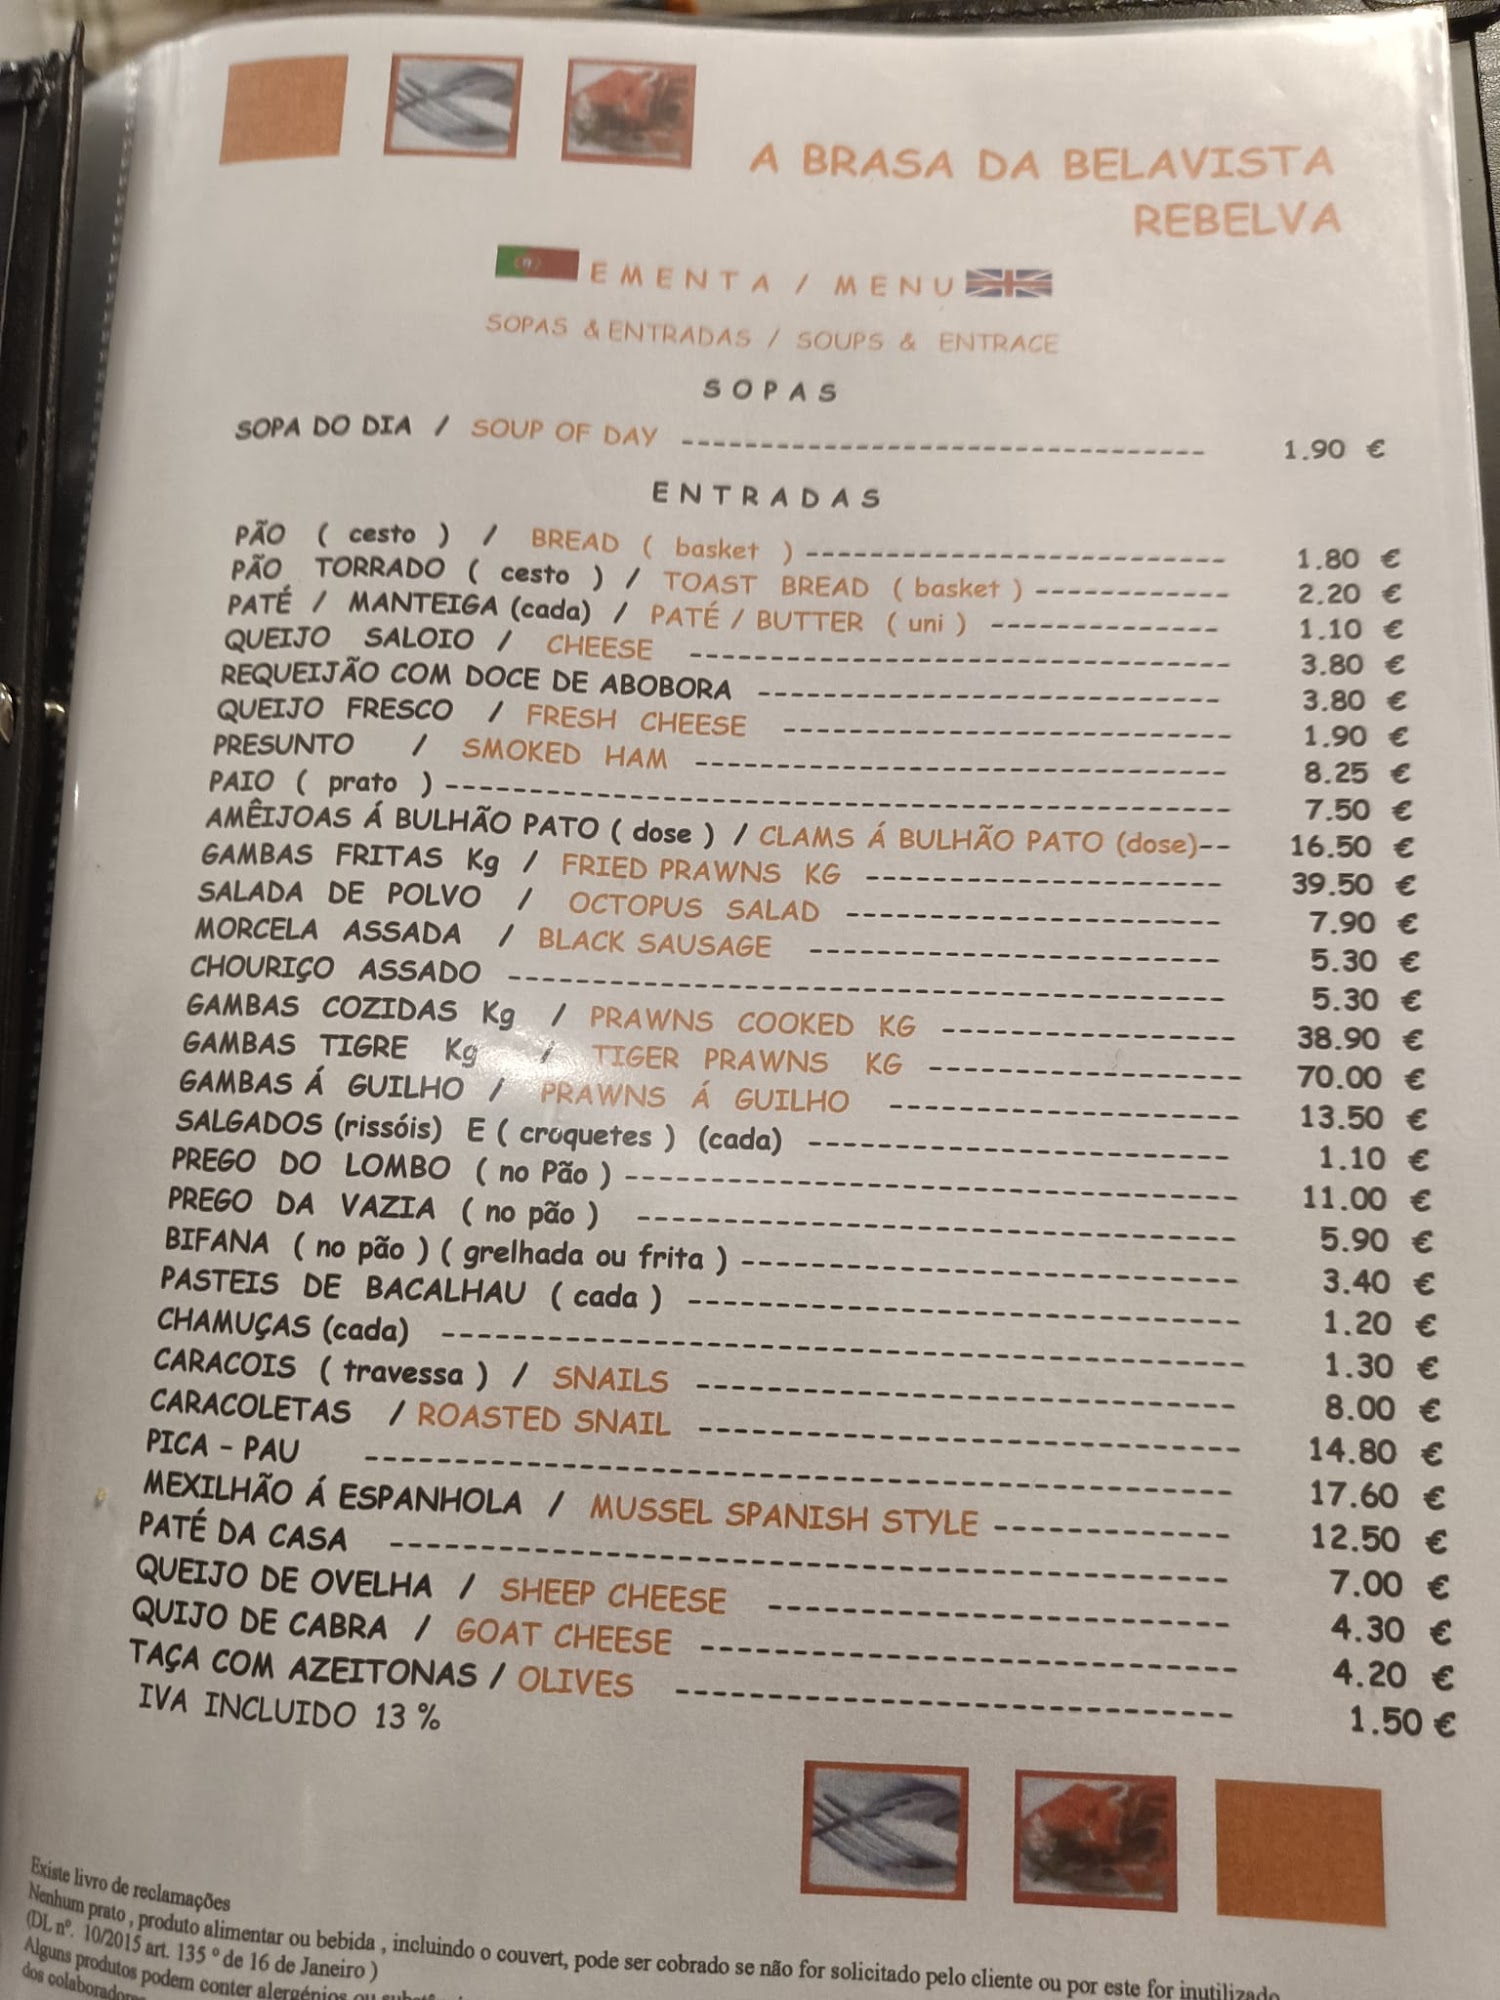 A BRASA DA BELAVISTA
REBELVA
EMENTA / MENU
SOPAS & ENTRADAS / SOUPS & ENTRACE
SOPAS
SOPA DO DIA / SOUP OF DAY ---------------------------------- 1.90 €
ENTRADAS
PÃO ( cesto ) / BREAD ( basket ) --------------------------- 1.80 €
PÃO TORRADO ( cesto ) / TOAST BREAD ( basket ) ------------ 2.20 €
PATÉ / MANTEIGA (cada) / PATÉ / BUTTER ( uni ) --------------- 1.10 €
QUEIJO SALOIO / CHEESE ---------------------------------- 3.80 €
REQUEIJÃO COM DOCE DE ABOBORA ----------------------------- 3.80 €
QUEIJO FRESCO / FRESH CHEESE ---------------------------- 1.90 €
PRESUNTO / SMOKED HAM ---------------------------------- 8.25 €
PAIO ( prato ) -------------------------------------------------- 7.50 €
AMÊIJOAS Á BULHÃO PATO ( dose ) / CLAMS Á BULHÃO PATO (dose)-- 16.50 €
GAMBAS FRITAS Kg / FRIED PRAWNS KG ----------------------- 39.50 €
SALADA DE POLVO / OCTOPUS SALAD ------------------------ 7.90 €
MORCELA ASSADA / BLACK SAUSAGE -------------------------- 5.30 €
CHOURIÇO ASSADO --------------------------------------------- 5.30 €
GAMBAS COZIDAS Kg / PRAWNS COOKED KG ------------------- 38.90 €
GAMBAS TIGRE Kg / TIGER PRAWNS KG -------------------- 70.00 €
GAMBAS Á GUILHO / PRAWNS Á GUILHO ---------------------- 13.50 €
SALGADOS (rissóis) E ( croquetes ) (cada) --------------------------- 1.10 €
PREGO DO LOMBO ( no Pão ) --------------------------------------- 11.00 €
PREGO DA VAZIA ( no pão ) -------------------------------------- 5.90 €
BIFANA ( no pão ) ( grelhada ou frita ) -------------------------------- 3.40 €
PASTEIS DE BACALHAU ( cada ) ----------------------------------- 1.20 €
CHAMUÇAS (cada) --------------------------------------------------- 1.30 €
CARACOIS ( travessa ) / SNAILS ---------------------------------- 8.00 €
CARACOLETAS / ROASTED SNAIL ---------------------------------- 14.80 €
PICA - PAU ------------------------------------------------------- 17.60 €
MEXILHÃO Á ESPANHOLA / MUSSEL SPANISH STYLE --------------- 12.50 €
PATÉ DA CASA ----------------------------------------------------- 7.00 €
QUEIJO DE OVELHA / SHEEP CHEESE ----------------------------- 4.30 €
QUIJO DE CABRA / GOAT CHEESE --------------------------------- 4.20 €
TAÇA COM AZEITONAS / OLIVES ----------------------------------- 1.50 €
IVA INCLUIDO 13 %
Existe livro de reclamações
Nenhum prato , produto alimentar ou bebida , incluindo o couvert, pode ser cobrado se não for solicitado pelo cliente ou por este for inutilizado
(DL nº. 10/2015 art. 135 º de 16 de Janeiro )
Alguns produtos podem conter alergénios ou
dos